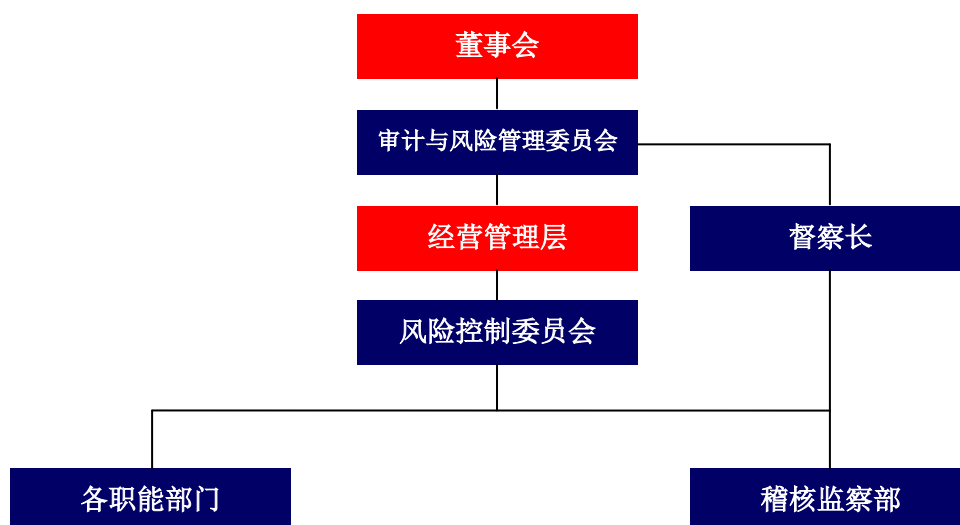 董事会
审计与风险管理委员会
经营管理层
督察长
风险控制委员会
各职能部门
稽核监察部